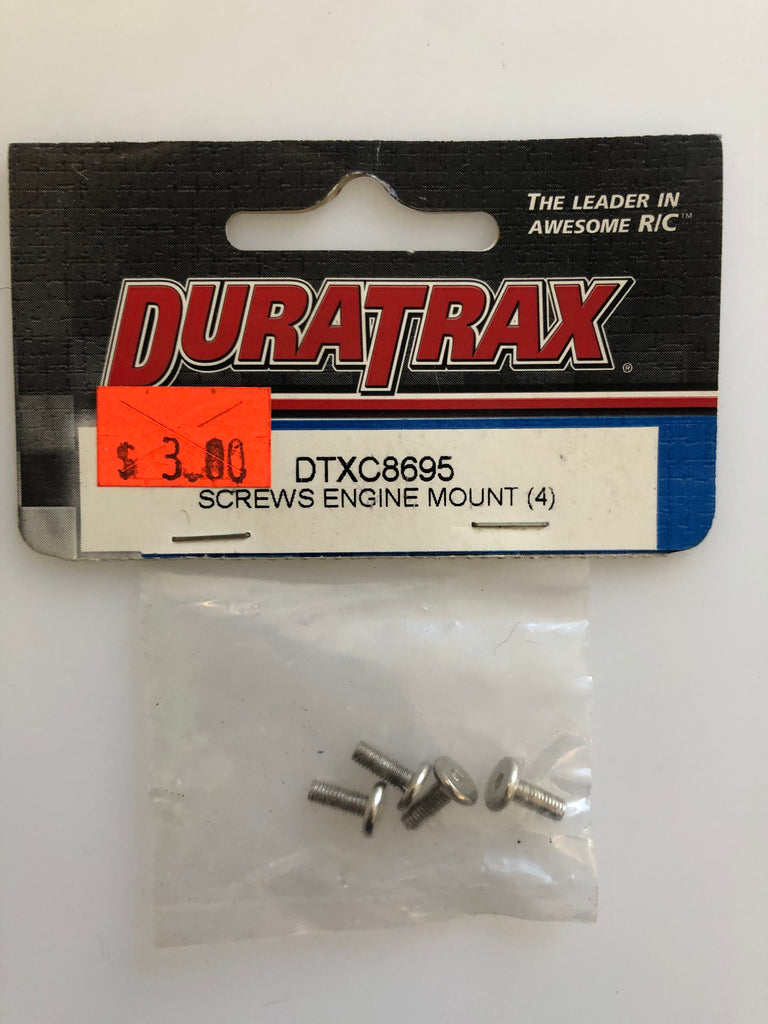 THE LEADER IN
AWESOME R/C™
DURATRAX®
$ 3.00
DTXC8695
SCREWS ENGINE MOUNT (4)